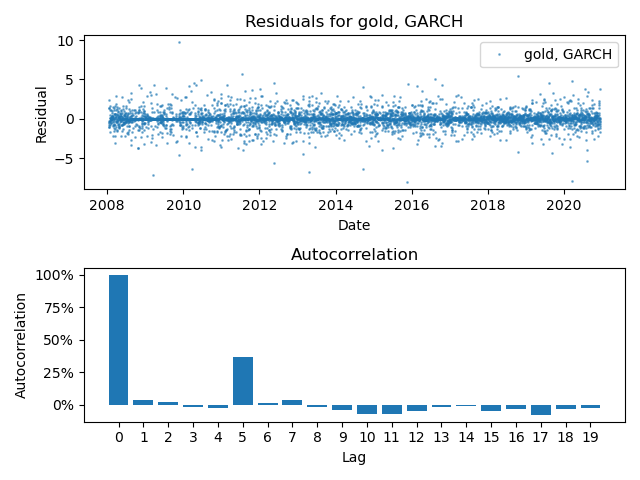 Residuals for gold, GARCH
10
5
0
−5
Residual
gold, GARCH
2008 2010 2012 2014 2016 2018 2020
Date
Autocorrelation
100%
75%
50%
25%
0%
Autocorrelation
0 1 2 3 4 5 6 7 8 9 10 11 12 13 14 15 16 17 18 19
Lag